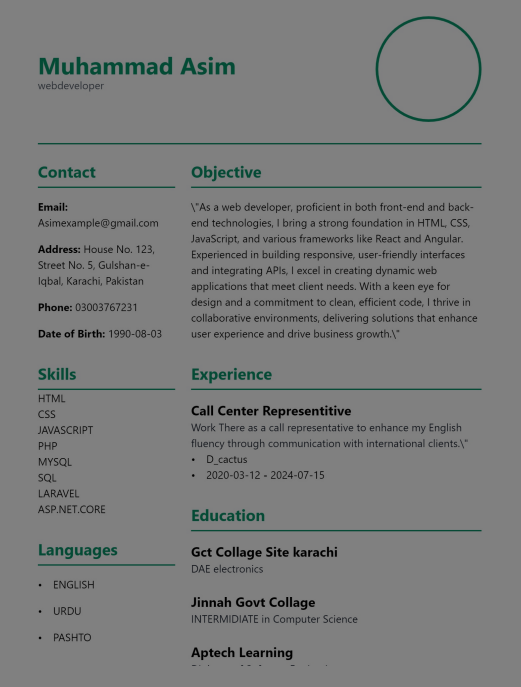 Muhammad Asim
webdeveloper
Contact
Email:
Asimexample@gmail.com
Address: House No. 123,
Street No. 5, Gulshan-e-
Iqbal, Karachi, Pakistan
Phone: 03003767231
Date of Birth: 1990-08-03
Skills
HTML
CSS
JAVASCRIPT
PHP
MYSQL
SQL
LARAVEL
ASP.NET.CORE
Languages
• ENGLISH
• URDU
• PASHTO
Objective
\"As a web developer, proficient in both front-end and back-
end technologies, I bring a strong foundation in HTML, CSS,
JavaScript, and various frameworks like React and Angular.
Experienced in building responsive, user-friendly interfaces
and integrating APIs, I excel in creating dynamic web
applications that meet client needs. With a keen eye for
design and a commitment to clean, efficient code, I thrive in
collaborative environments, delivering solutions that enhance
user experience and drive business growth.\"
Experience
Call Center Representitive
Work There as a call representative to enhance my English
fluency through communication with international clients.\"
• D_cactus
• 2020-03-12 - 2024-07-15
Education
Gct Collage Site karachi
DAE electronics
Jinnah Govt Collage
INTERMIDIATE in Computer Science
Aptech Learning